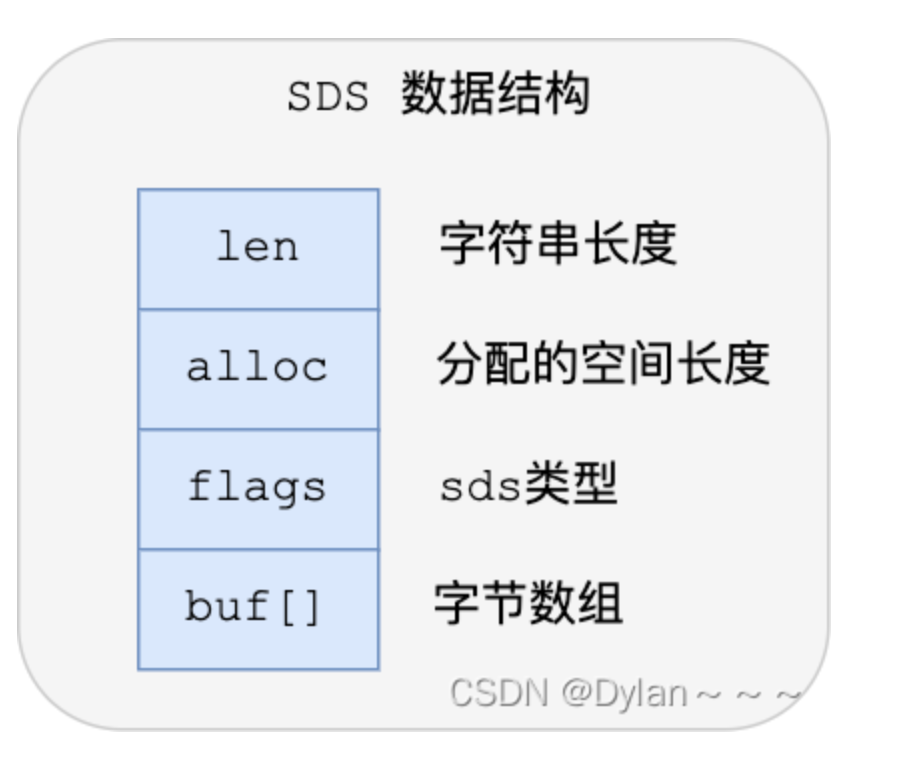 SDS 数据结构
len 字符串长度
alloc 分配的空间长度
flags sds类型
buf[] 字节数组
CSDN @Dylan～～～